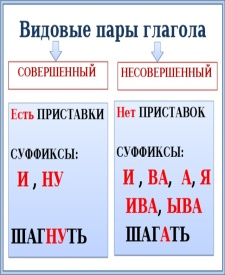 Видовые пары глагола
СОВЕРШЕННЫЙ
Есть ПРИСТАВКИ
СУФФИКСЫ:
И , НУ
ШАГНУТЬ
НЕСОВЕРШЕННЫЙ
Нет ПРИСТАВОК
СУФФИКСЫ:
И , ВА, А, Я
ИВА, ЫВА
ШАГАТЬ